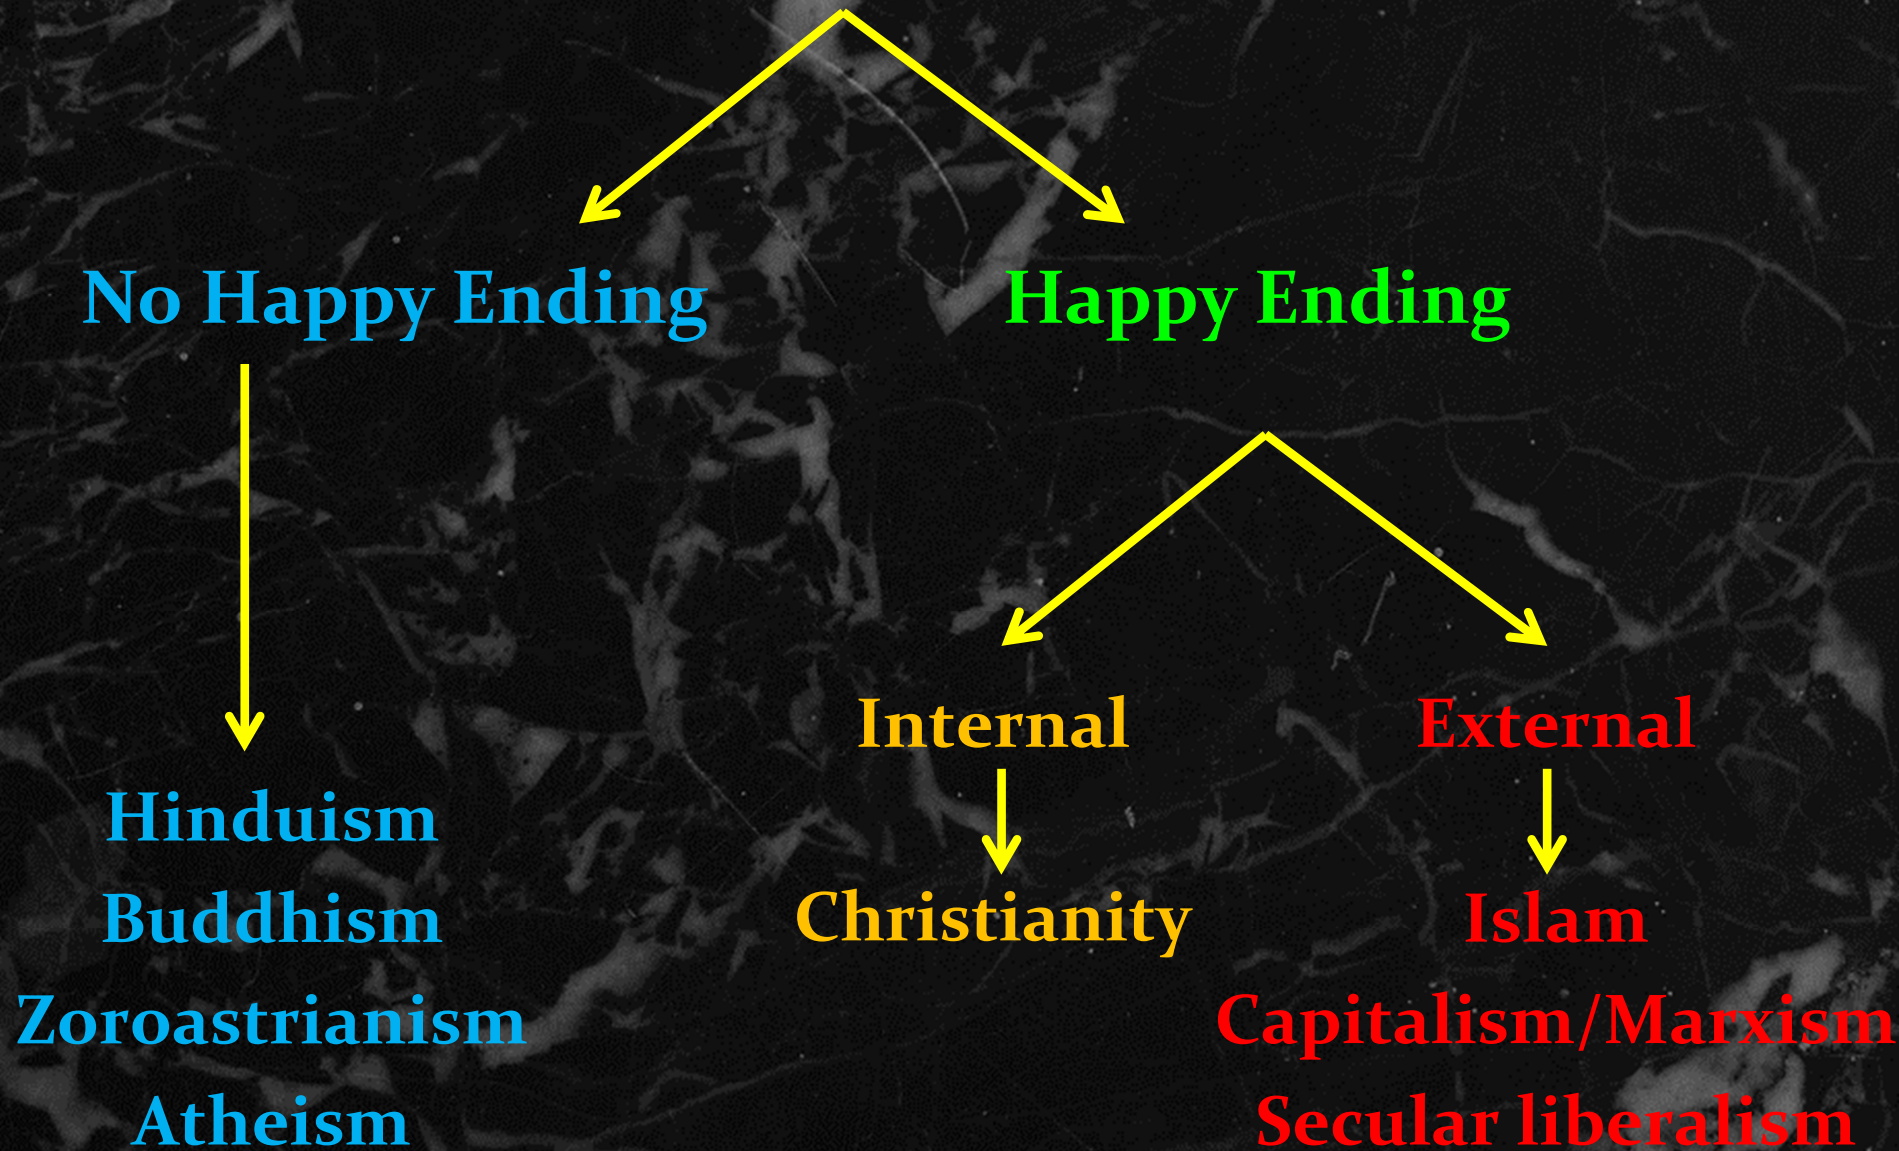 No Happy Ending
Happy Ending
Internal
External
Hinduism
Buddhism
Zoroastrianism
Atheism
Christianity
Islam
Capitalism/Marxism
Secular liberalism